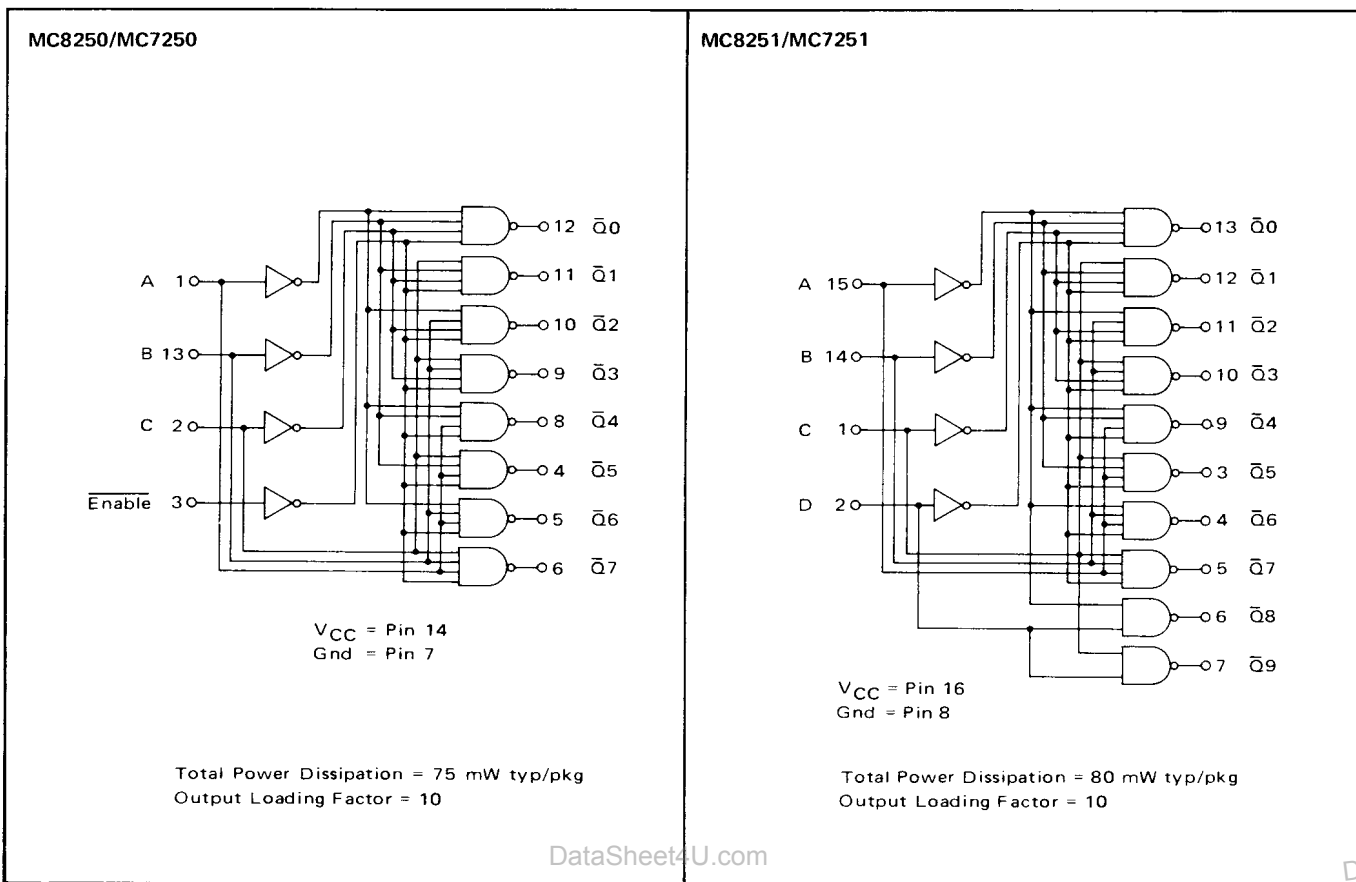 MC8250/MC7250
12 Q̄0
11 Q̄1
A 1
10 Q̄2
B 13
9 Q̄3
8 Q̄4
C 2
4 Q̄5
Enable 3
5 Q̄6
6 Q̄7
VCC = Pin 14
Gnd = Pin 7
Total Power Dissipation = 75 mW typ/pkg
Output Loading Factor = 10
MC8251/MC7251
13 Q̄0
12 Q̄1
A 15
11 Q̄2
B 14
10 Q̄3
9 Q̄4
C 1
3 Q̄5
D 2
4 Q̄6
5 Q̄7
6 Q̄8
7 Q̄9
VCC = Pin 16
Gnd = Pin 8
Total Power Dissipation = 80 mW typ/pkg
Output Loading Factor = 10
DataSheet4U.com
D